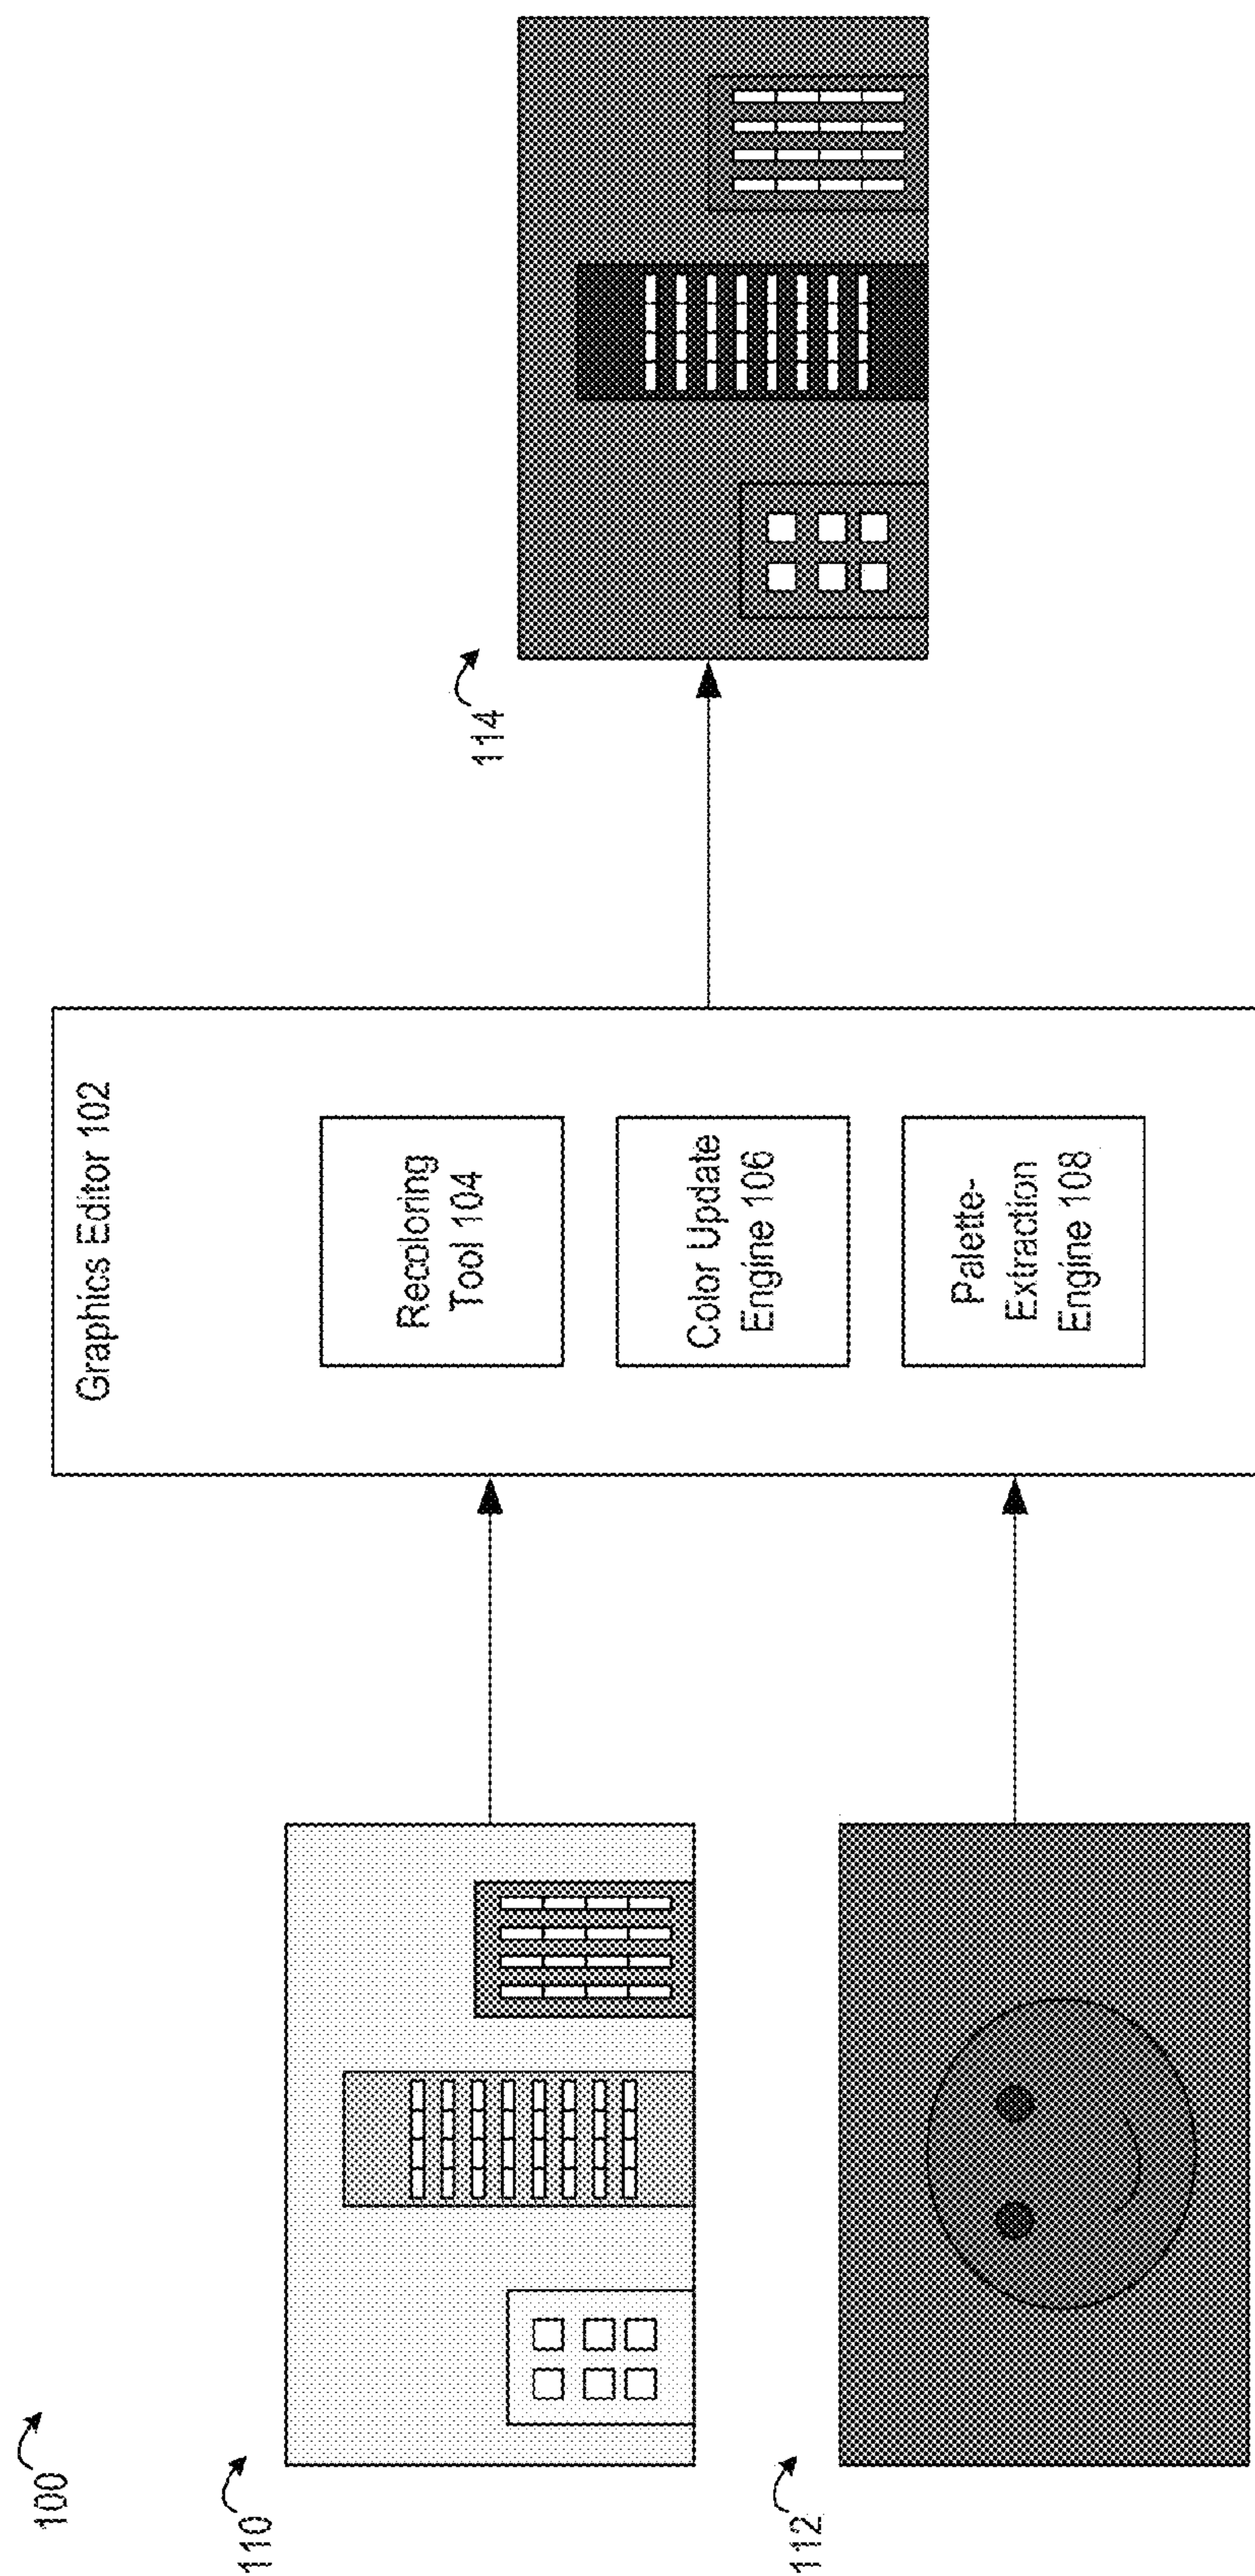 100
110
112
Graphics Editor 102
Recoloring
Tool 104
Color Update
Engine 106
Palette-
Extraction
Engine 108
114